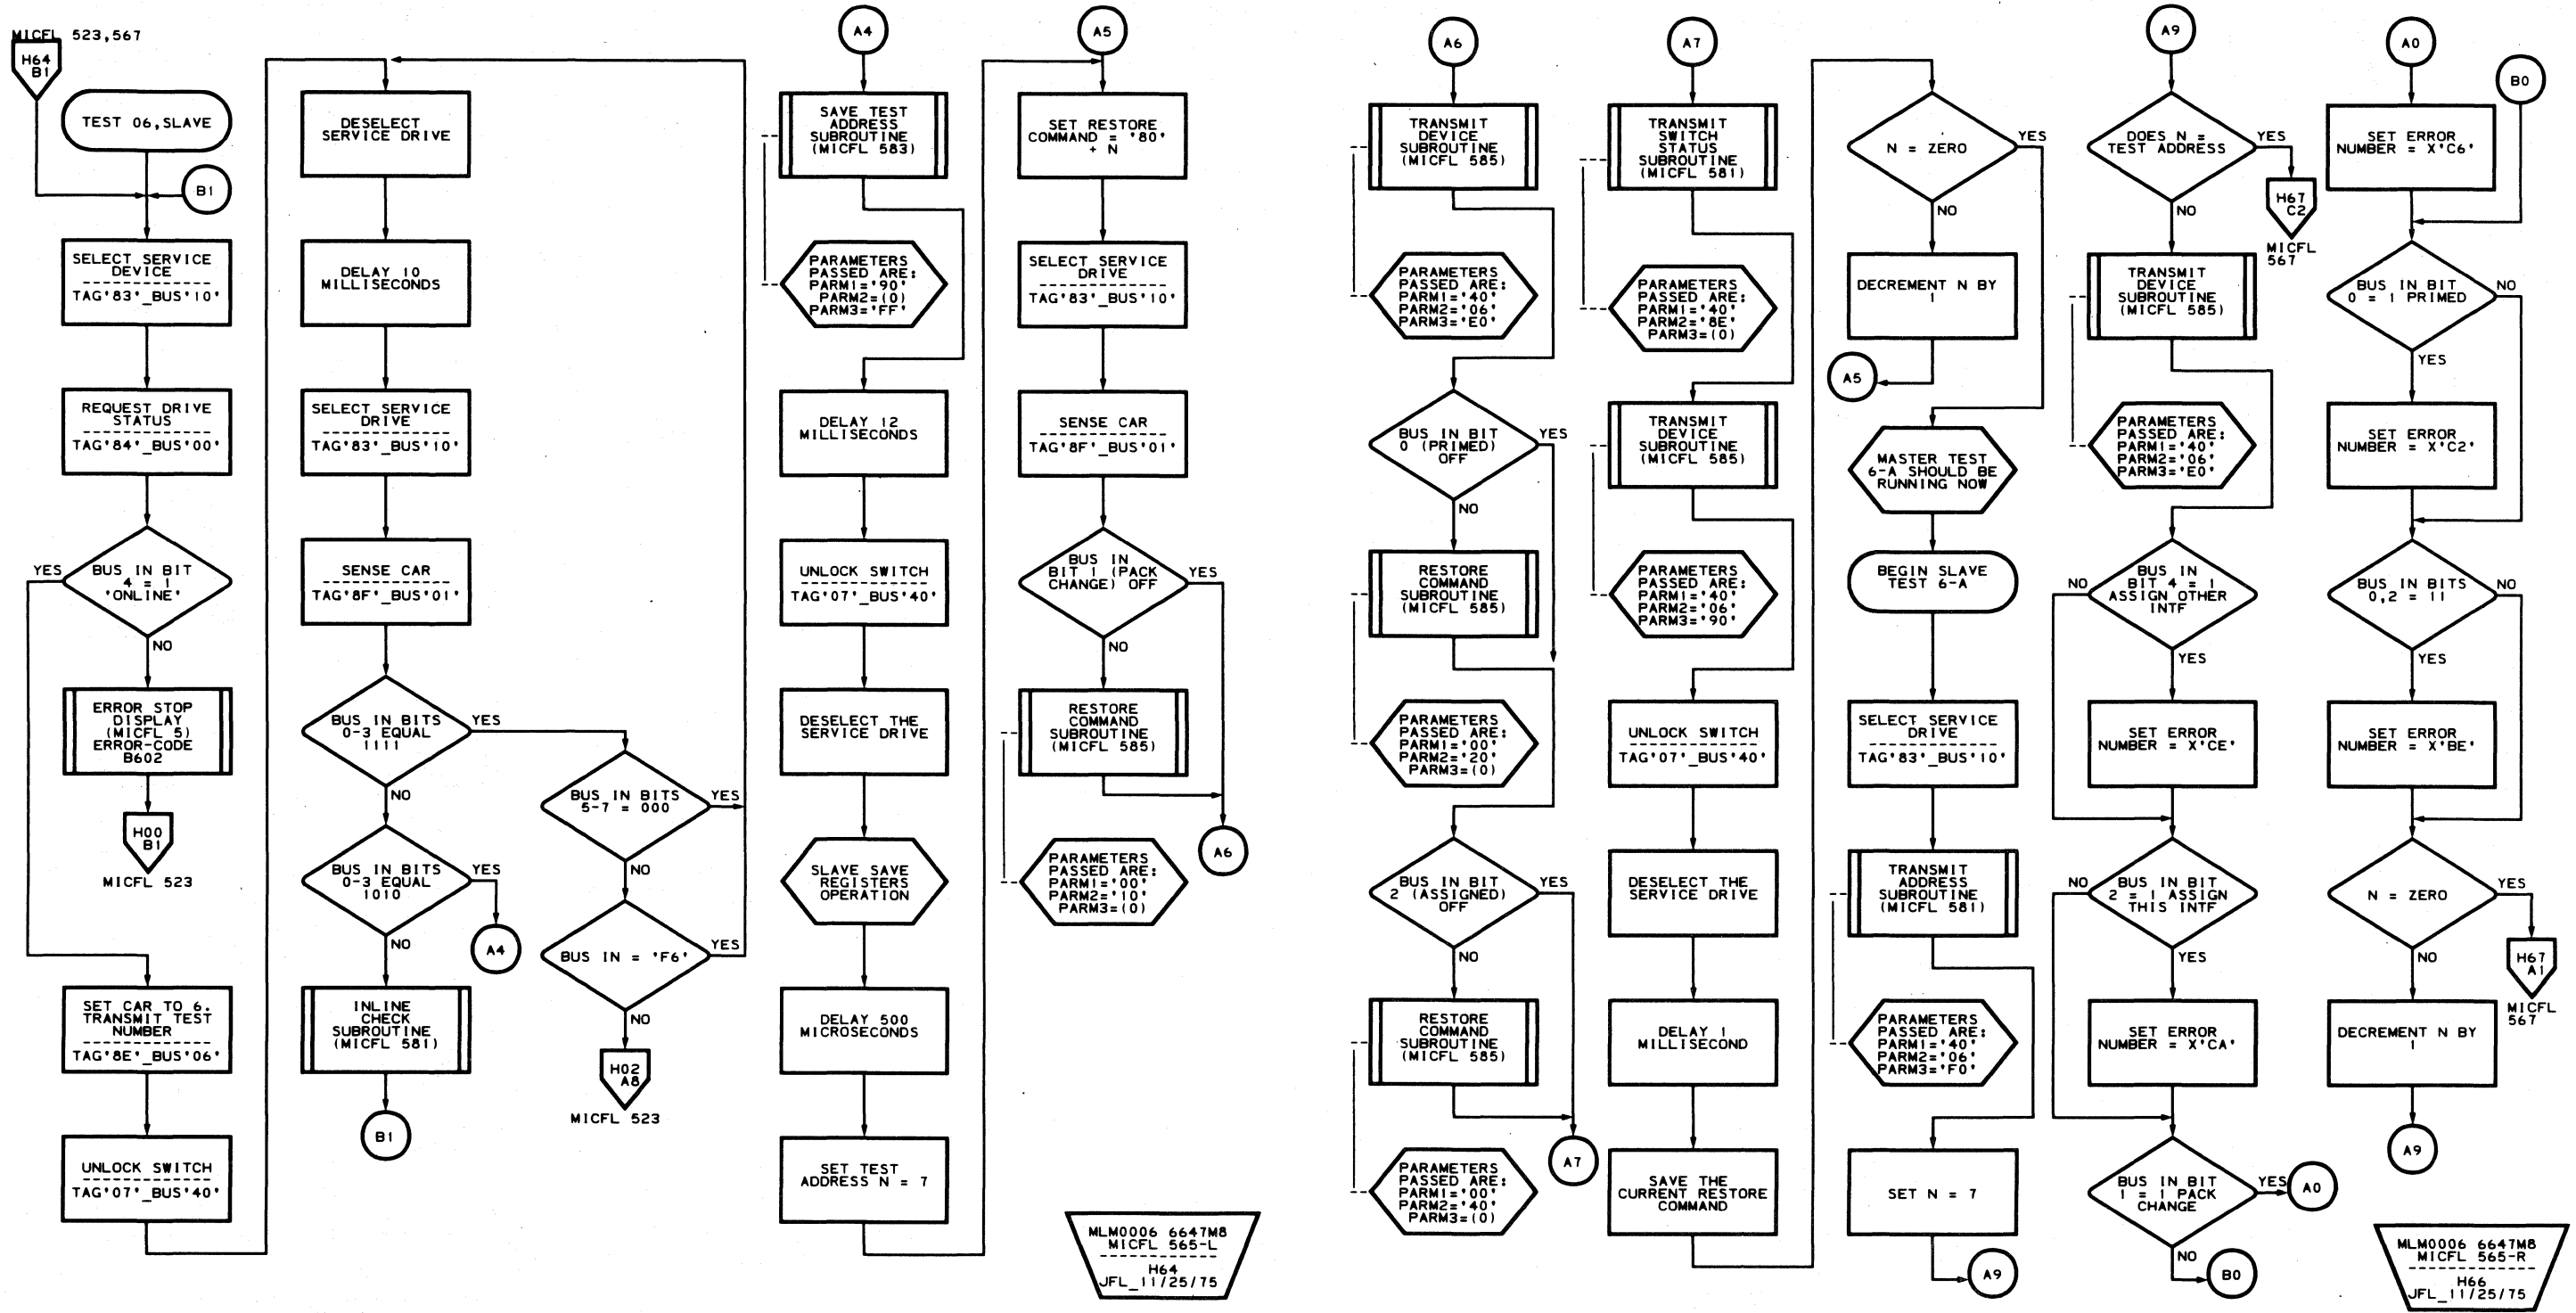 MICFL 523,567
H64
B1
TEST 06,SLAVE
B1
SELECT SERVICE
DEVICE
TAG'83'_BUS'10'
REQUEST DRIVE
STATUS
TAG'84'_BUS'00'
BUS IN BIT
4 = 1
'ONLINE'
YES
NO
ERROR STOP
DISPLAY
(MICFL 5)
ERROR-CODE
B602
H00
B1
MICFL 523
SET CAR TO 6.
TRANSMIT TEST
NUMBER
TAG'8E'_BUS'06'
UNLOCK SWITCH
TAG'07'_BUS'40'
DESELECT
SERVICE DRIVE
DELAY 10
MILLISECONDS
SELECT SERVICE
DRIVE
TAG'83'_BUS'10'
SENSE CAR
TAG'8F'_BUS'01'
BUS IN BITS
0-3 EQUAL
1111
YES
NO
BUS IN BITS
0-3 EQUAL
1010
YES
A4
NO
INLINE
CHECK
SUBROUTINE
(MICFL 581)
B1
BUS IN BITS
5-7 = 000
YES
NO
BUS IN = 'F6'
YES
NO
H02
A8
MICFL 523
A4
SAVE TEST
ADDRESS
SUBROUTINE
(MICFL 583)
PARAMETERS
PASSED ARE:
PARM1='90'
PARM2=(0)
PARM3='FF'
DELAY 12
MILLISECONDS
UNLOCK SWITCH
TAG'07'_BUS'40'
DESELECT THE
SERVICE DRIVE
SLAVE SAVE
REGISTERS
OPERATION
DELAY 500
MICROSECONDS
SET TEST
ADDRESS N = 7
A5
SET RESTORE
COMMAND = '80'
+ N
SELECT SERVICE
DRIVE
TAG'83'_BUS'10'
SENSE CAR
TAG'8F'_BUS'01'
BUS IN
BIT 1 (PACK
CHANGE) OFF
YES
NO
RESTORE
COMMAND
SUBROUTINE
(MICFL 585)
PARAMETERS
PASSED ARE:
PARM1='00'
PARM2='10'
PARM3=(0)
A6
MLM0006 6647M8
MICFL 565-L
H64
JFL_11/25/75
A6
TRANSMIT
DEVICE
SUBROUTINE
(MICFL 585)
PARAMETERS
PASSED ARE:
PARM1='40'
PARM2='06'
PARM3='E0'
BUS IN BIT
0 (PRIMED)
OFF
YES
NO
RESTORE
COMMAND
SUBROUTINE
(MICFL 585)
PARAMETERS
PASSED ARE:
PARM1='00'
PARM2='20'
PARM3=(0)
BUS IN BIT
2 (ASSIGNED)
OFF
YES
NO
RESTORE
COMMAND
SUBROUTINE
(MICFL 585)
PARAMETERS
PASSED ARE:
PARM1='00'
PARM2='40'
PARM3=(0)
A7
A7
TRANSMIT
SWITCH
STATUS
SUBROUTINE
(MICFL 581)
PARAMETERS
PASSED ARE:
PARM1='40'
PARM2='8E'
PARM3=(0)
TRANSMIT
DEVICE
SUBROUTINE
(MICFL 585)
PARAMETERS
PASSED ARE:
PARM1='40'
PARM2='06'
PARM3='90'
UNLOCK SWITCH
TAG'07'_BUS'40'
DESELECT THE
SERVICE DRIVE
DELAY 1
MILLISECOND
SAVE THE
CURRENT RESTORE
COMMAND
N = ZERO
YES
NO
DECREMENT N BY
1
A5
MASTER TEST
6-A SHOULD BE
RUNNING NOW
BEGIN SLAVE
TEST 6-A
SELECT SERVICE
DRIVE
TAG'83'_BUS'10'
TRANSMIT
ADDRESS
SUBROUTINE
(MICFL 581)
PARAMETERS
PASSED ARE:
PARM1='40'
PARM2='06'
PARM3='F0'
SET N = 7
A9
A9
DOES N =
TEST ADDRESS
YES
H67
C2
MICFL
567
NO
TRANSMIT
DEVICE
SUBROUTINE
(MICFL 585)
PARAMETERS
PASSED ARE:
PARM1='40'
PARM2='06'
PARM3='E0'
BUS IN
BIT 4 = 1
ASSIGN OTHER
INTF
NO
YES
SET ERROR
NUMBER = X'CE'
BUS IN BIT
2 = 1 ASSIGN
THIS INTF
NO
YES
SET ERROR
NUMBER = X'CA'
BUS IN BIT
1 = 1 PACK
CHANGE
YES
A0
NO
B0
A0
B0
SET ERROR
NUMBER = X'C6'
BUS IN BIT
0 = 1 PRIMED
NO
YES
SET ERROR
NUMBER = X'C2'
BUS IN BITS
0,2 = 11
NO
YES
SET ERROR
NUMBER = X'BE'
N = ZERO
YES
NO
H67
A1
MICFL
567
DECREMENT N BY
1
A9
MLM0006 6647M8
MICFL 565-R
H66
JFL_11/25/75